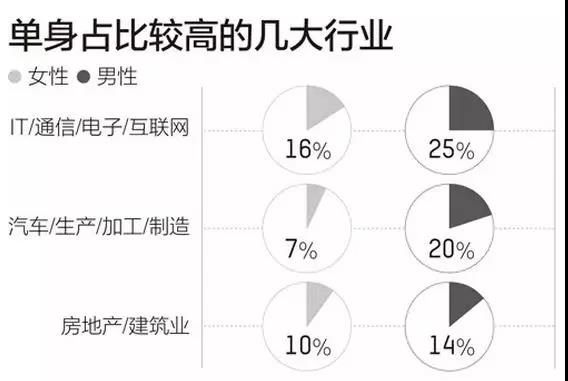 单身占比较高的几大行业
女性 男性
IT/通信/电子/互联网
16% 25%
汽车/生产/加工/制造
7% 20%
房地产/建筑业
10% 14%